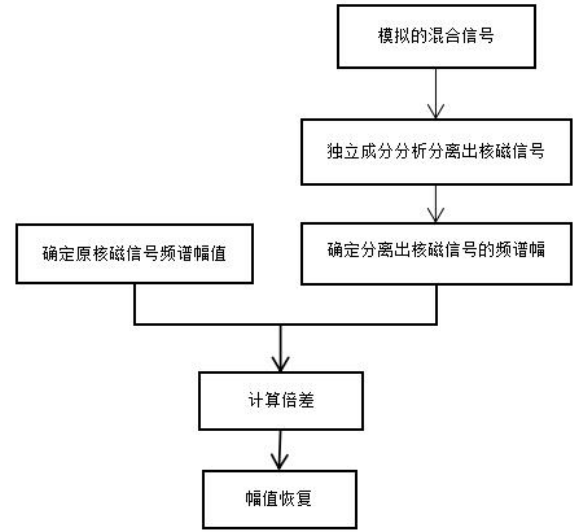 模拟的混合信号
独立成分分析分离出核磁信号
确定原核磁信号频谱幅值
确定分离出核磁信号的频谱幅
计算倍差
幅值恢复